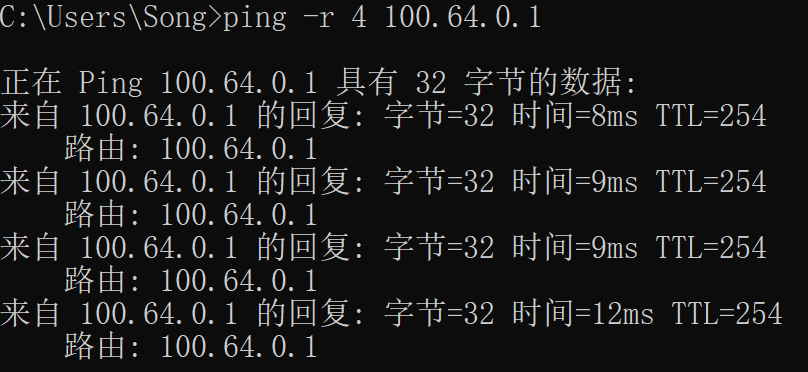 C:\Users\Song>ping -r 4 100.64.0.1
正在 Ping 100.64.0.1 具有 32 字节的数据:
来自 100.64.0.1 的回复: 字节=32 时间=8ms TTL=254
路由: 100.64.0.1
来自 100.64.0.1 的回复: 字节=32 时间=9ms TTL=254
路由: 100.64.0.1
来自 100.64.0.1 的回复: 字节=32 时间=9ms TTL=254
路由: 100.64.0.1
来自 100.64.0.1 的回复: 字节=32 时间=12ms TTL=254
路由: 100.64.0.1